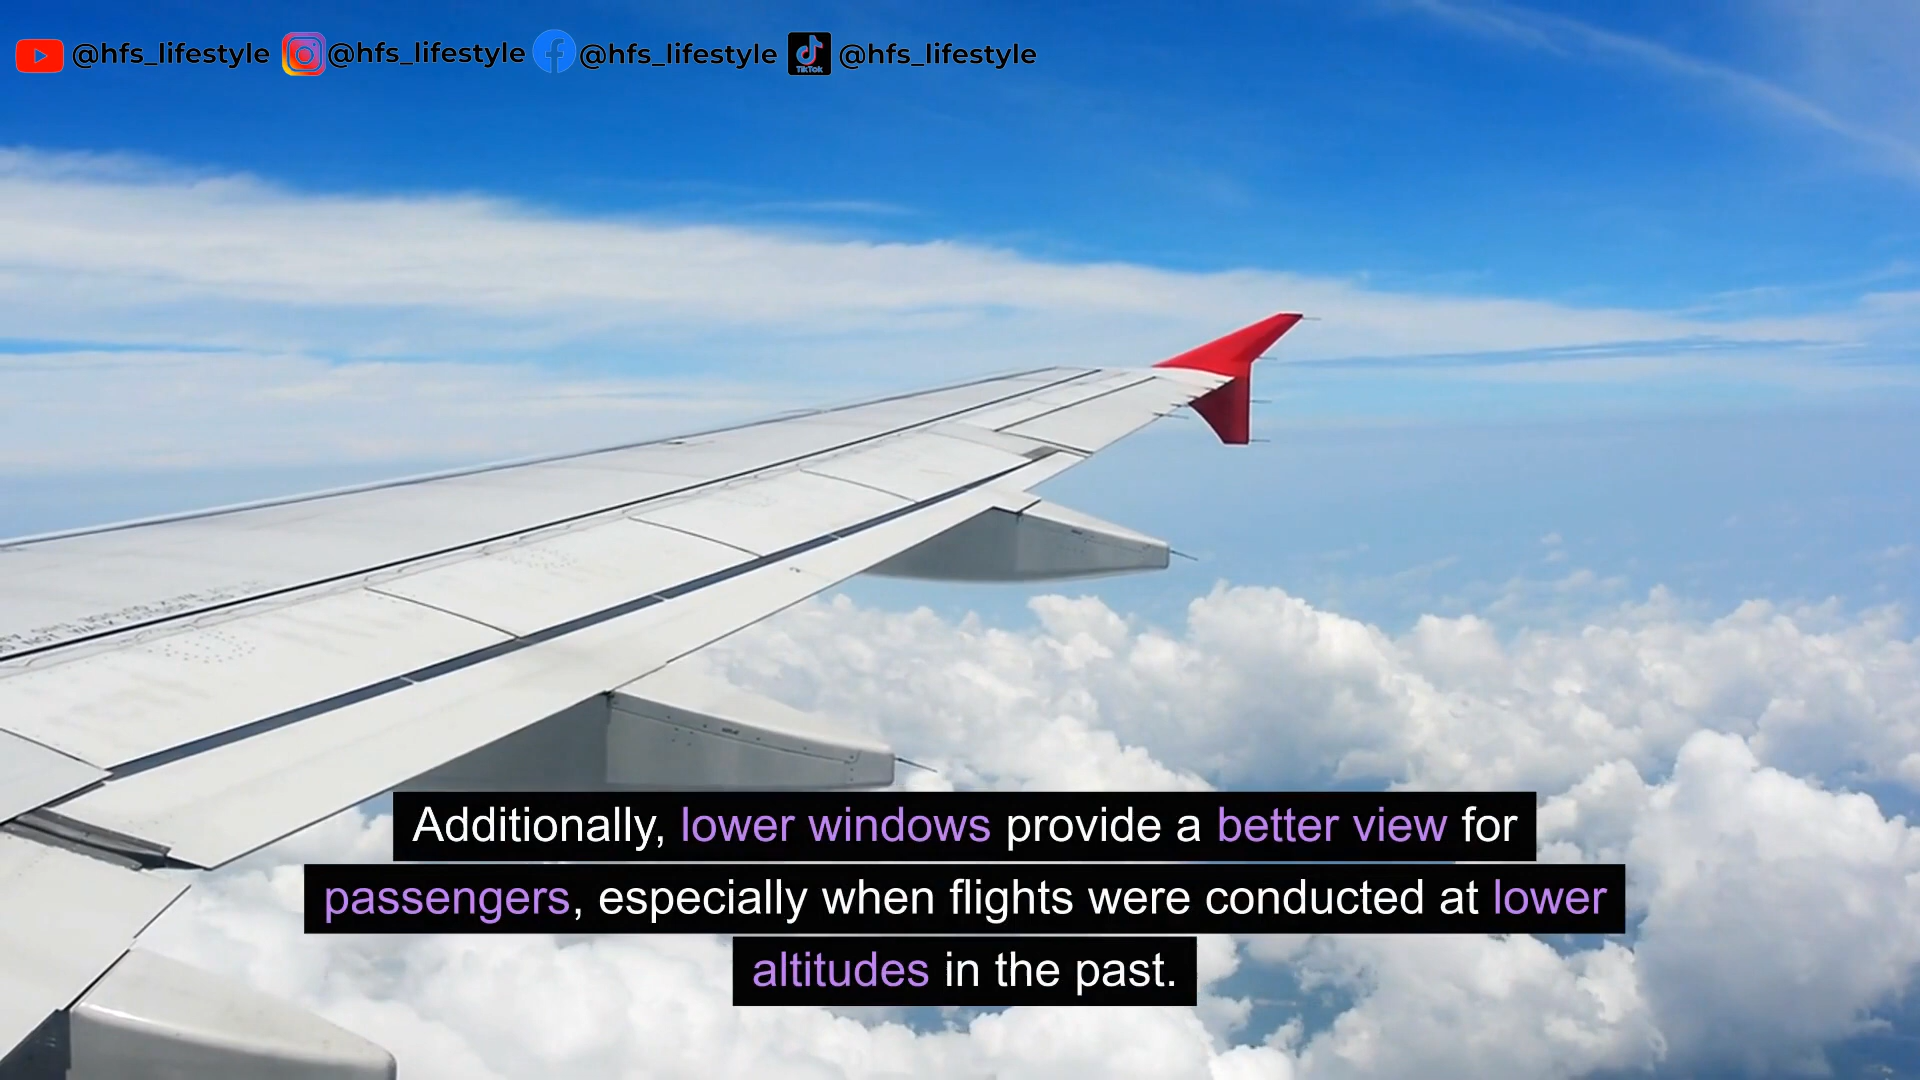 @hfs_lifestyle @hfs_lifestyle @hfs_lifestyle TikTok @hfs_lifestyle
Additionally, lower windows provide a better view for
passengers, especially when flights were conducted at lower
altitudes in the past.